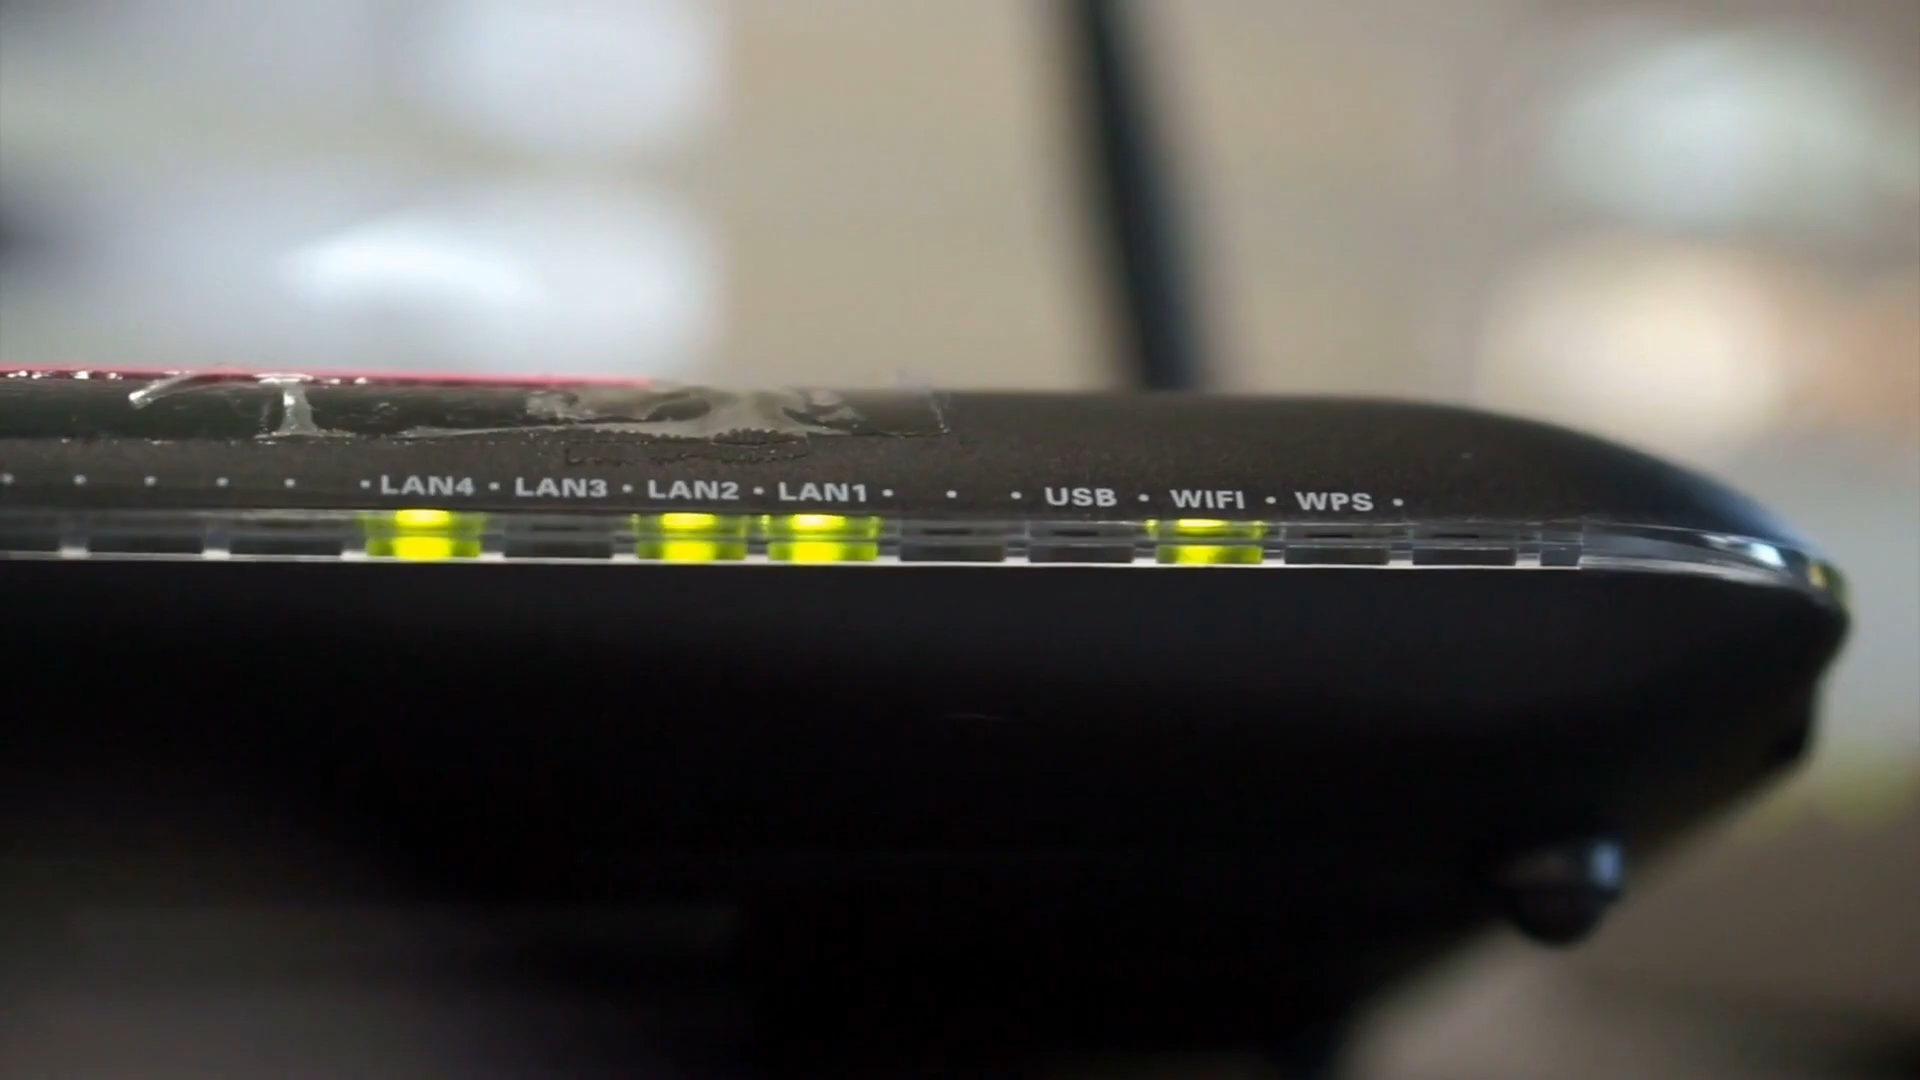 • LAN4 • LAN3 • LAN2 • LAN1 • • • USB • WIFI • WPS •